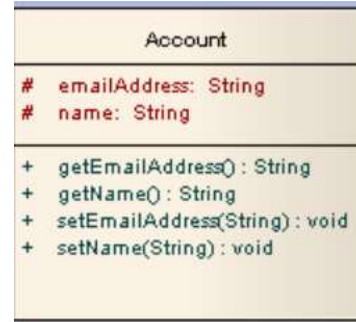 Account
# emailAddress: String
# name: String
+ getEmailAddress() : String
+ getName() : String
+ setEmailAddress(String) : void
+ setName(String) : void